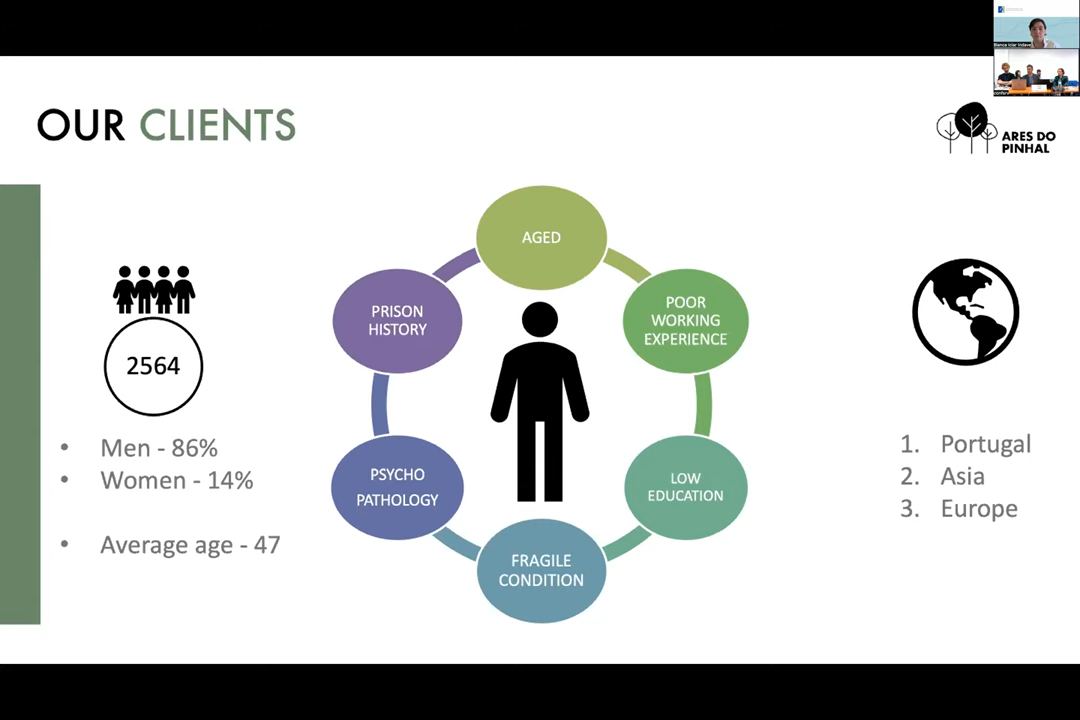 OUR CLIENTS
ARES DO
PINHAL
AGED
PRISON
HISTORY
POOR
WORKING
EXPERIENCE
2564
• Men - 86%
• Women - 14%
• Average age - 47
PSYCHO
PATHOLOGY
LOW
EDUCATION
FRAGILE
CONDITION
1. Portugal
2. Asia
3. Europe